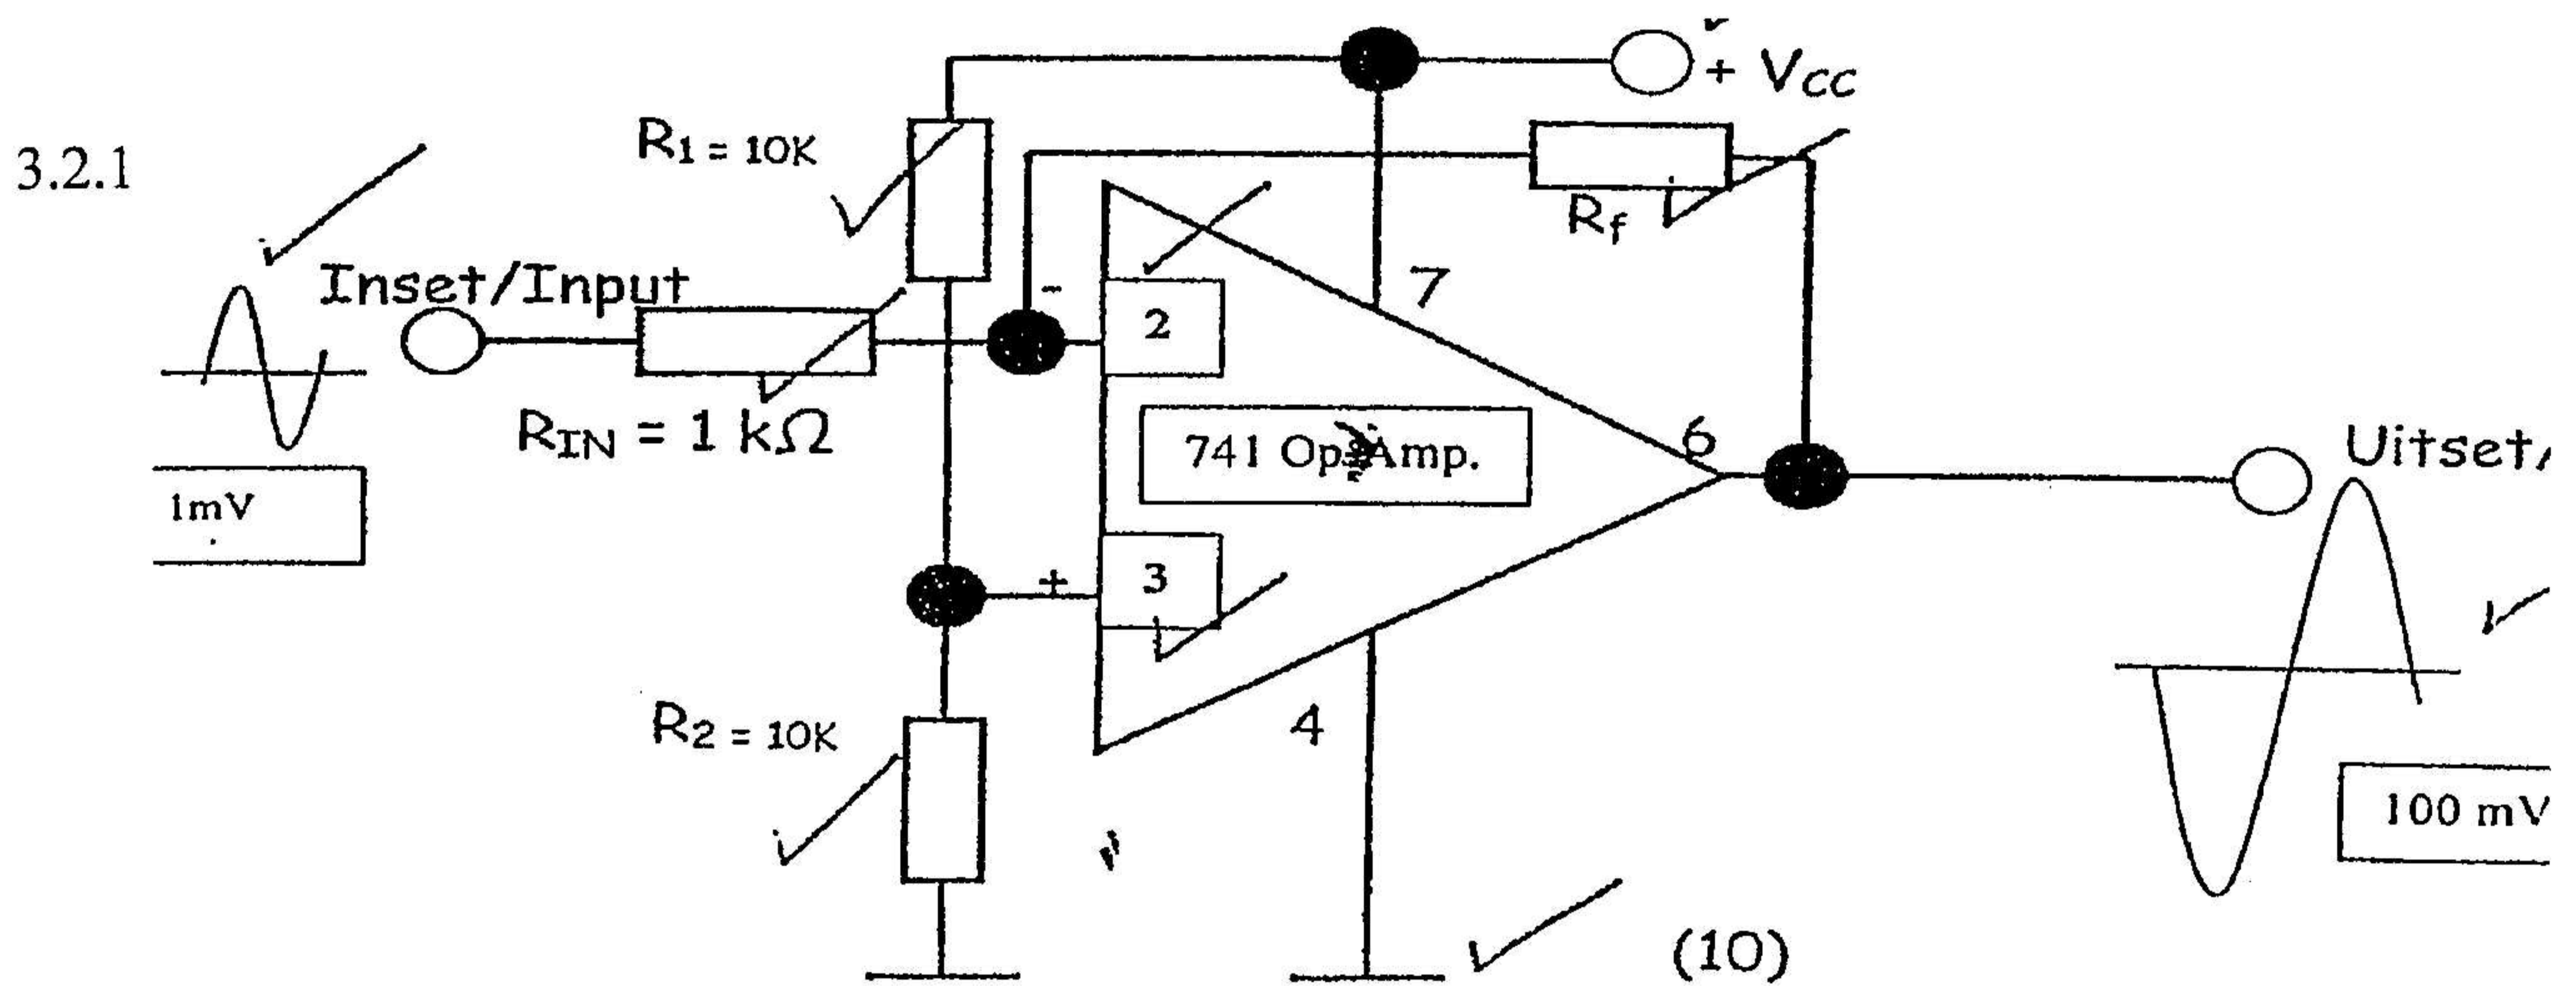 + VCC
3.2.1
R1 = 10K
Rf
Inset/Input
-
7
2
RIN = 1 kΩ
6
741 Op Amp.
Uitset/
1mV
+
3
R2 = 10K
4
100 mV
(10)